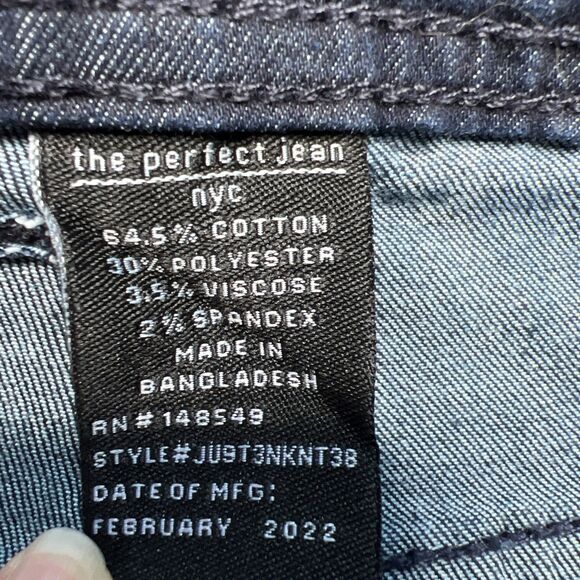 the perfect jean
nyc
64.5% COTTON
30% POLYESTER
3.5% VISCOSE
2% SPANDEX
MADE IN
BANGLADESH
RN# 148549
STYLE#JU9T3NKNT38
DATE OF MFG:
FEBRUARY 2022